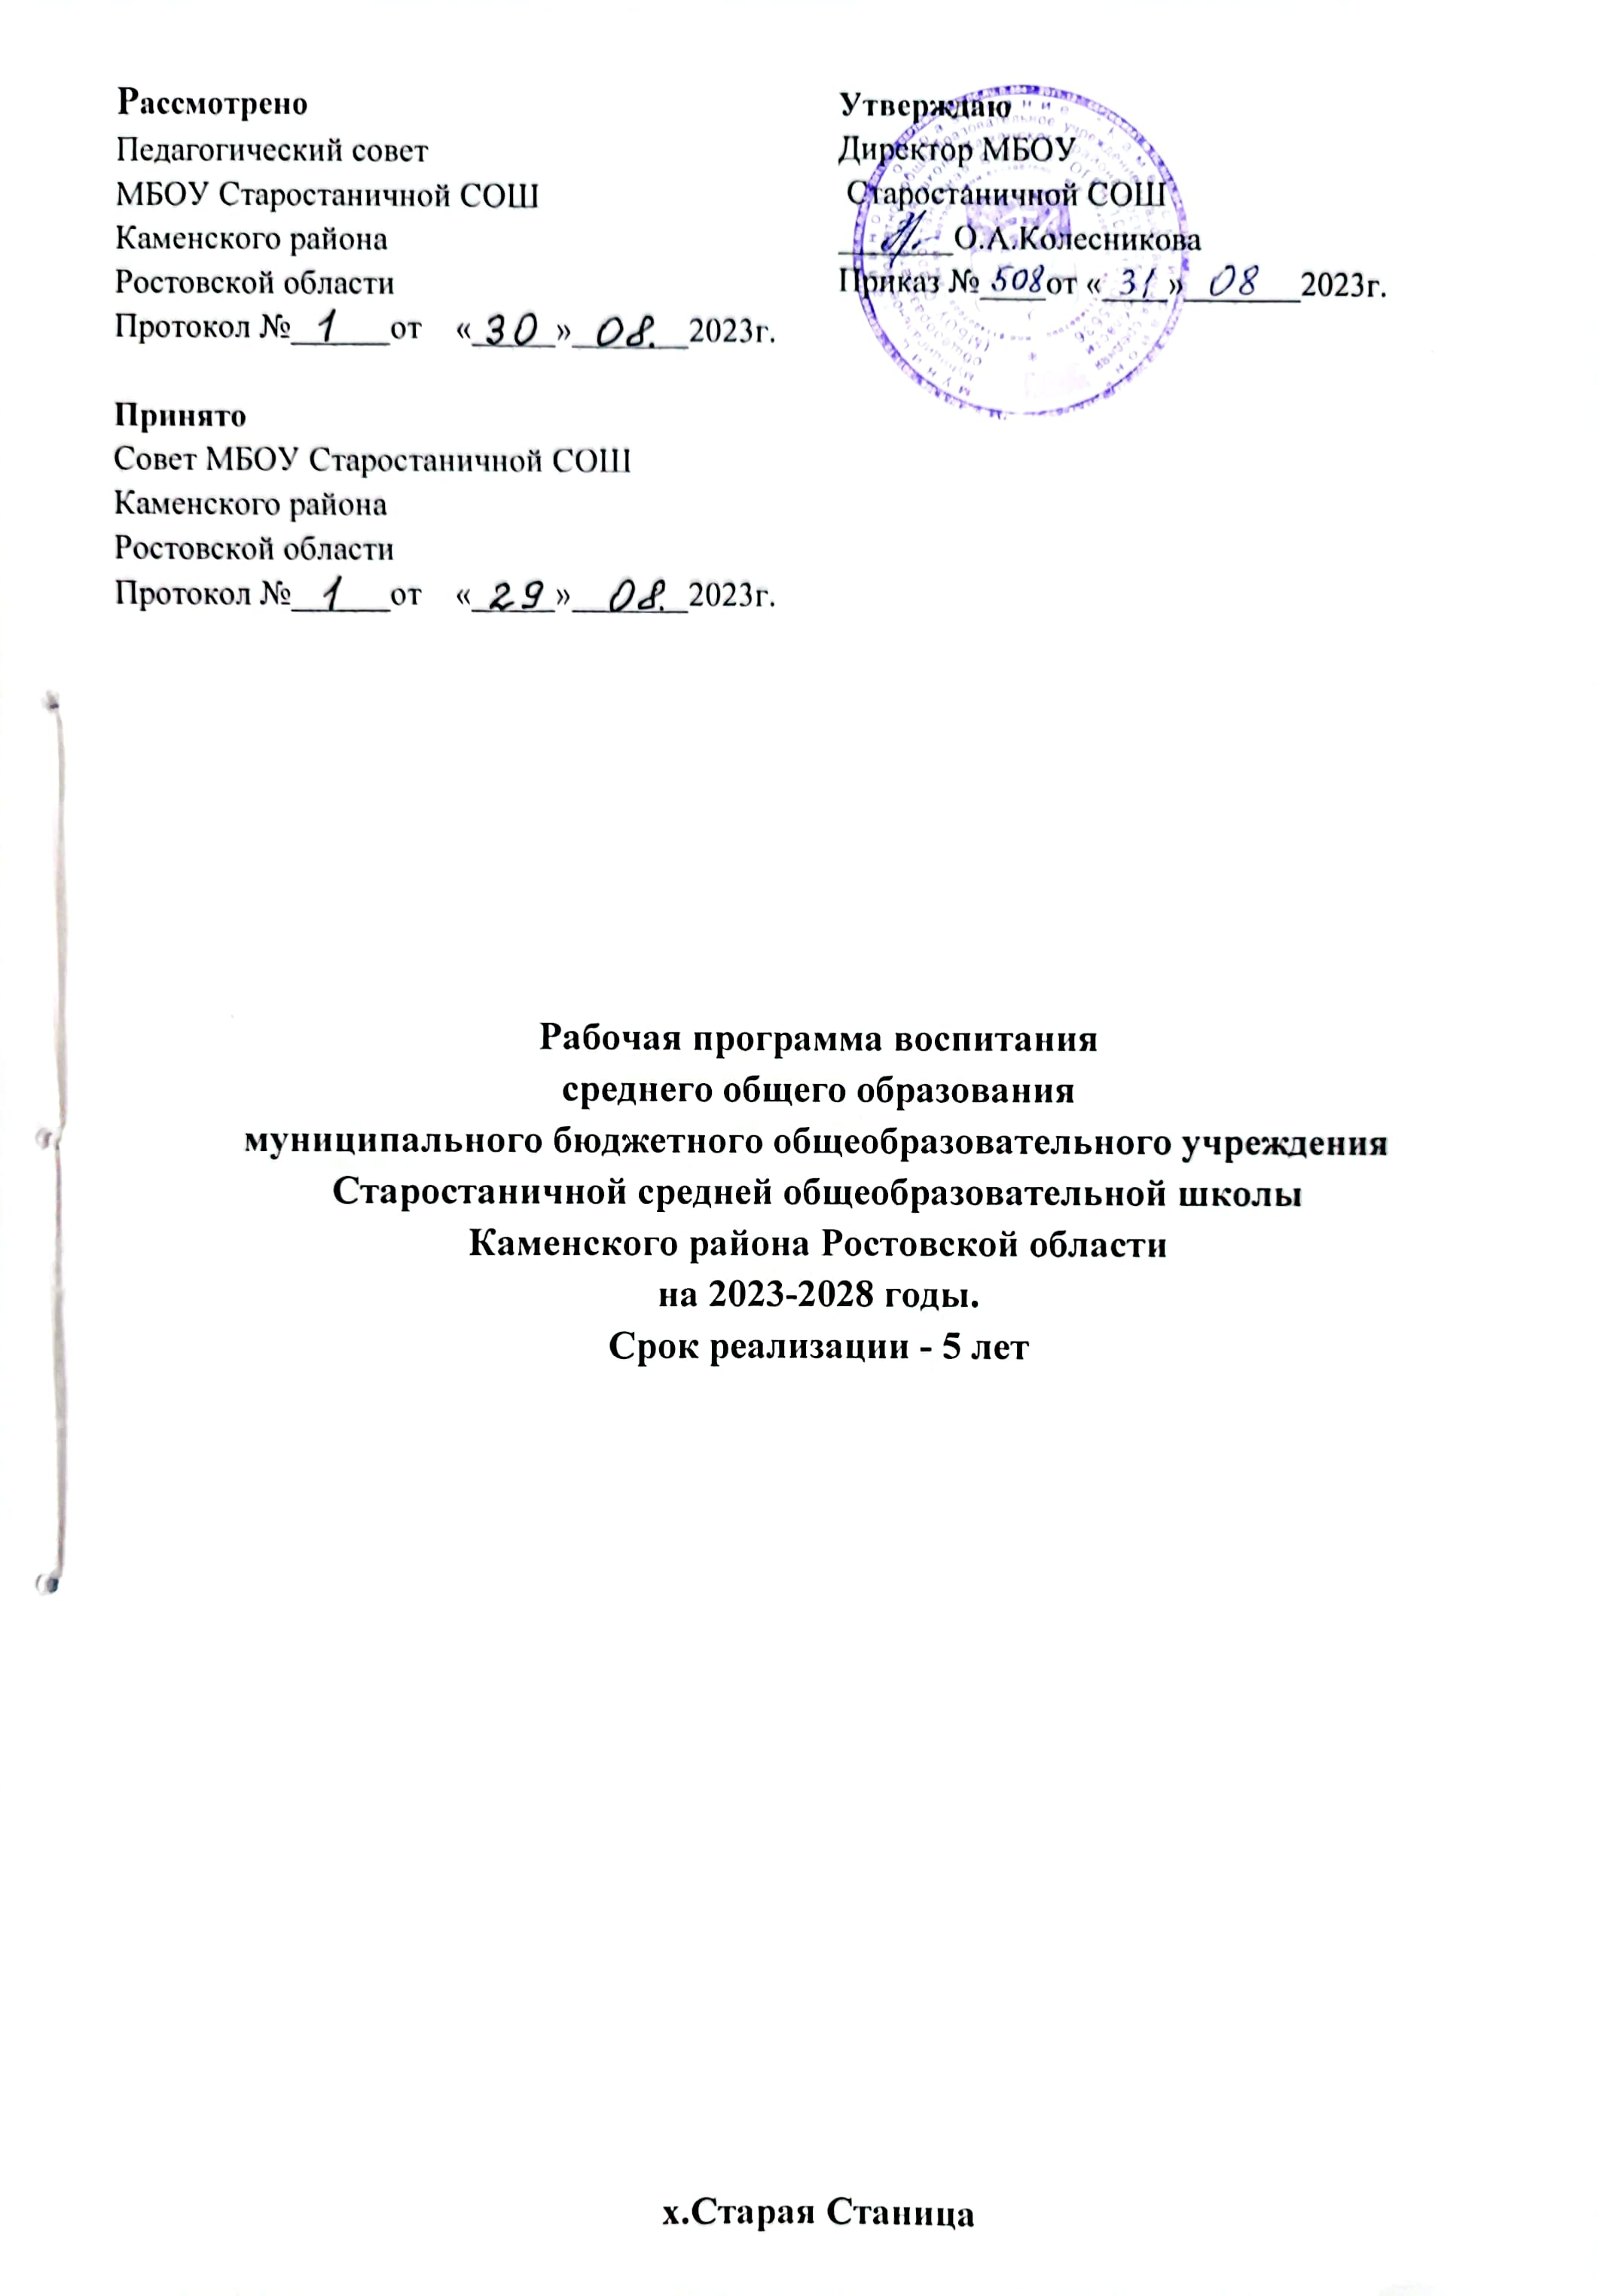 Рассмотрено
Педагогический совет
МБОУ Старостаничной СОШ
Каменского района
Ростовской области
Протокол № 1 от «30» 08. 2023г.
Утверждаю
Директор МБОУ
Старостаничной СОШ
О.А.Колесникова
Приказ № 508 от «31» 08 2023г.
Принято
Совет МБОУ Старостаничной СОШ
Каменского района
Ростовской области
Протокол № 1 от «29» 08. 2023г.
Рабочая программа воспитания
среднего общего образования
муниципального бюджетного общеобразовательного учреждения
Старостаничной средней общеобразовательной школы
Каменского района Ростовской области
на 2023-2028 годы.
Срок реализации - 5 лет
х.Старая Станица